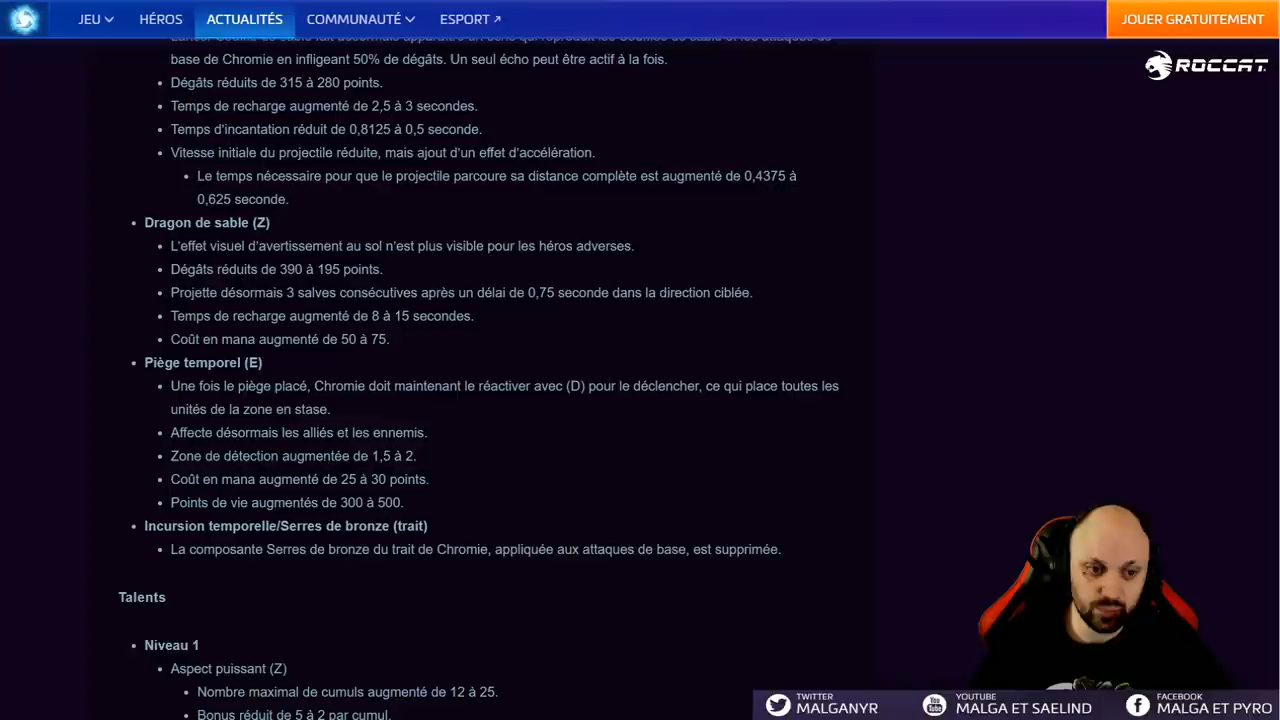 JEU
HÉROS
ACTUALITÉS
COMMUNAUTÉ
ESPORT
JOUER GRATUITEMENT
ROCCAT
base de Chromie en infligeant 50% de dégâts. Un seul écho peut être actif à la fois.
Dégâts réduits de 315 à 280 points.
Temps de recharge augmenté de 2,5 à 3 secondes.
Temps d'incantation réduit de 0,8125 à 0,5 seconde.
Vitesse initiale du projectile réduite, mais ajout d'un effet d'accélération.
Le temps nécessaire pour que le projectile parcoure sa distance complète est augmenté de 0,4375 à
0,625 seconde.
Dragon de sable (Z)
L'effet visuel d'avertissement au sol n'est plus visible pour les héros adverses.
Dégâts réduits de 390 à 195 points.
Projette désormais 3 salves consécutives après un délai de 0,75 seconde dans la direction ciblée.
Temps de recharge augmenté de 8 à 15 secondes.
Coût en mana augmenté de 50 à 75.
Piège temporel (E)
Une fois le piège placé, Chromie doit maintenant le réactiver avec (D) pour le déclencher, ce qui place toutes les
unités de la zone en stase.
Affecte désormais les alliés et les ennemis.
Zone de détection augmentée de 1,5 à 2.
Coût en mana augmenté de 25 à 30 points.
Points de vie augmentés de 300 à 500.
Incursion temporelle/Serres de bronze (trait)
La composante Serres de bronze du trait de Chromie, appliquée aux attaques de base, est supprimée.
Talents
Niveau 1
Aspect puissant (Z)
Nombre maximal de cumuls augmenté de 12 à 25.
Bonus réduit de 5 à 2 par cumul.
TWITTER
MALGANYR
YOUTUBE
MALGA ET SAELIND
FACEBOOK
MALGA ET PYRO